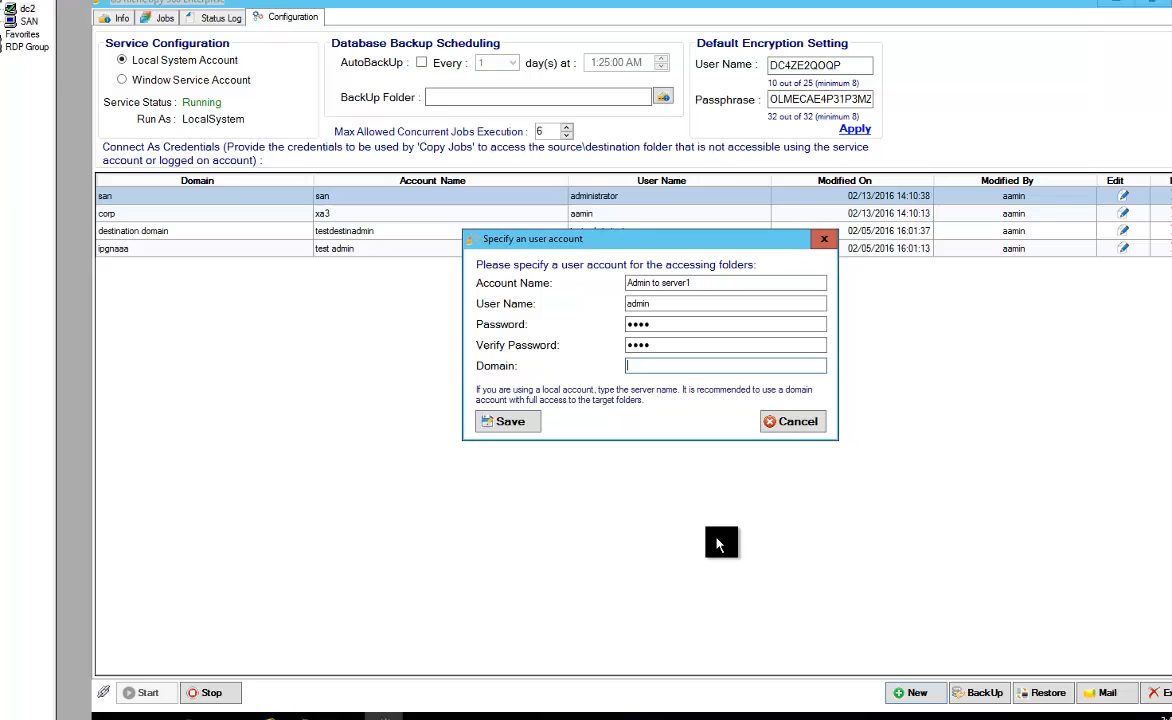 dc2
SAN
Favorites
RDP Group
Info
Jobs
Status Log
Configuration
Service Configuration
Local System Account
Window Service Account
Service Status : Running
Run As : LocalSystem
Database Backup Scheduling
AutoBackUp : Every : 1 day(s) at : 1:25:00 AM
BackUp Folder :
Max Allowed Concurrent Jobs Execution : 6
Default Encryption Setting
User Name : DC4ZE2QOQP
10 out of 25 (minimum 8)
Passphrase : OLMECAE4P31P3MZ
32 out of 32 (minimum 8)
Apply
Connect As Credentials (Provide the credentials to be used by 'Copy Jobs' to access the source\destination folder that is not accessible using the service
account or logged on account) :
Domain Account Name User Name Modified On Modified By Edit
san san administrator 02/13/2016 14:10:38 aamin
corp xa3 aamin 02/13/2016 14:10:13 aamin
destination domain testdestinadmin 02/05/2016 16:01:37 aamin
ipgnaaa test admin 02/05/2016 16:01:13 aamin
Specify an user account
x
Please specify a user account for the accessing folders:
Account Name: Admin to server1
User Name: admin
Password: ••••
Verify Password: ••••
Domain:
If you are using a local account, type the server name. It is recommended to use a domain
account with full access to the target folders.
Save
Cancel
Start
Stop
New
BackUp
Restore
Mail